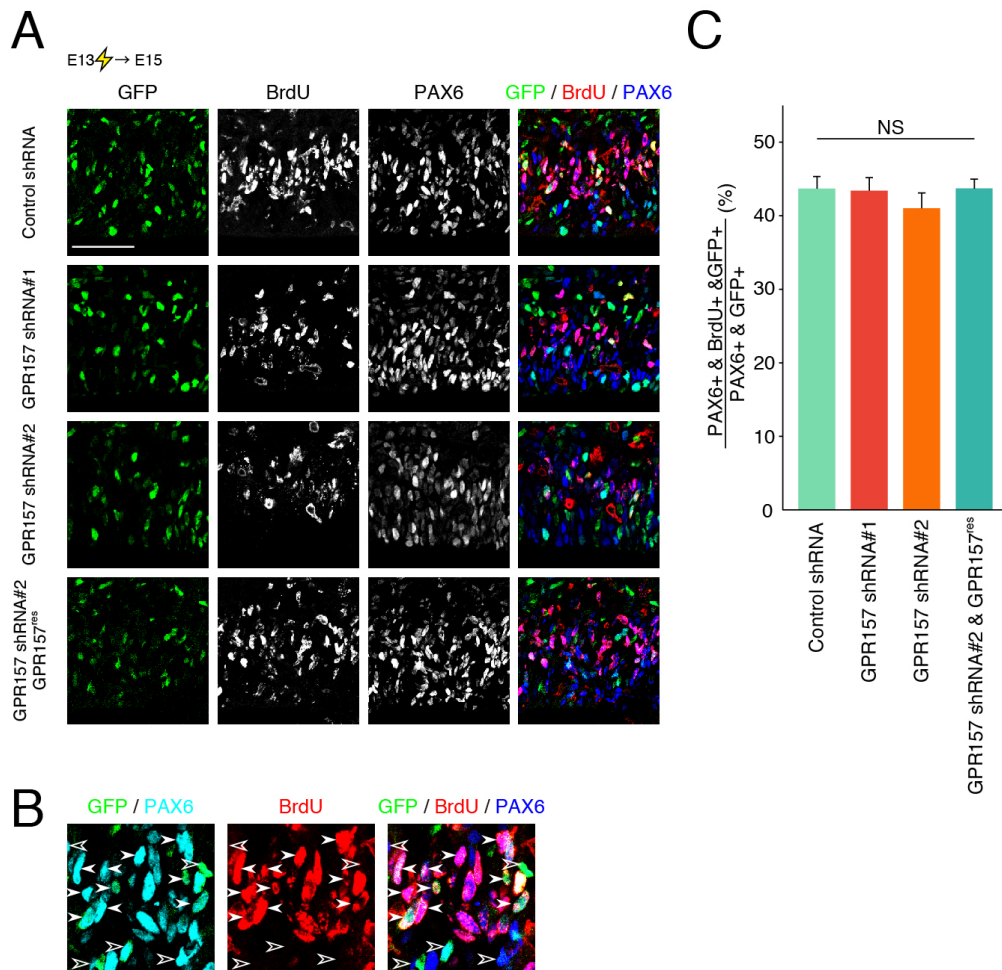 A
E13 → E15
GFP
BrdU
PAX6
GFP / BrdU / PAX6
Control shRNA
GPR157 shRNA#1
GPR157 shRNA#2
GPR157 shRNA#2
GPR157res
B
GFP / PAX6
BrdU
GFP / BrdU / PAX6
C
NS
PAX6+ & BrdU+ &GFP+
PAX6+ & GFP+
(%)
50
40
30
20
10
0
Control shRNA
GPR157 shRNA#1
GPR157 shRNA#2
GPR157 shRNA#2 & GPR157res